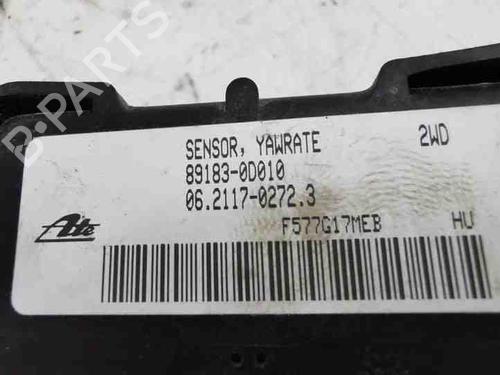 B-PARTS
SENSOR, YAWRATE 2WD
89183-0D010
06.2117-0272.3
Ate
F577G17MEB HU